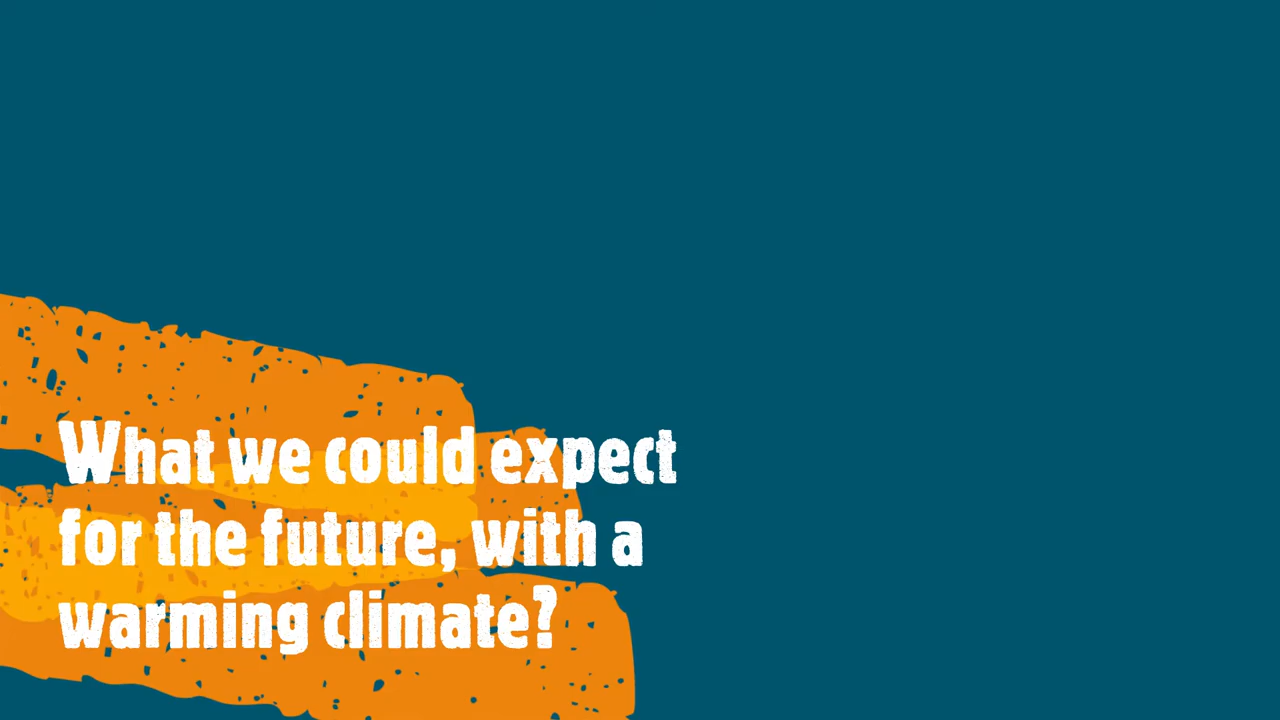 What we could expect
for the future, with a
warming climate?